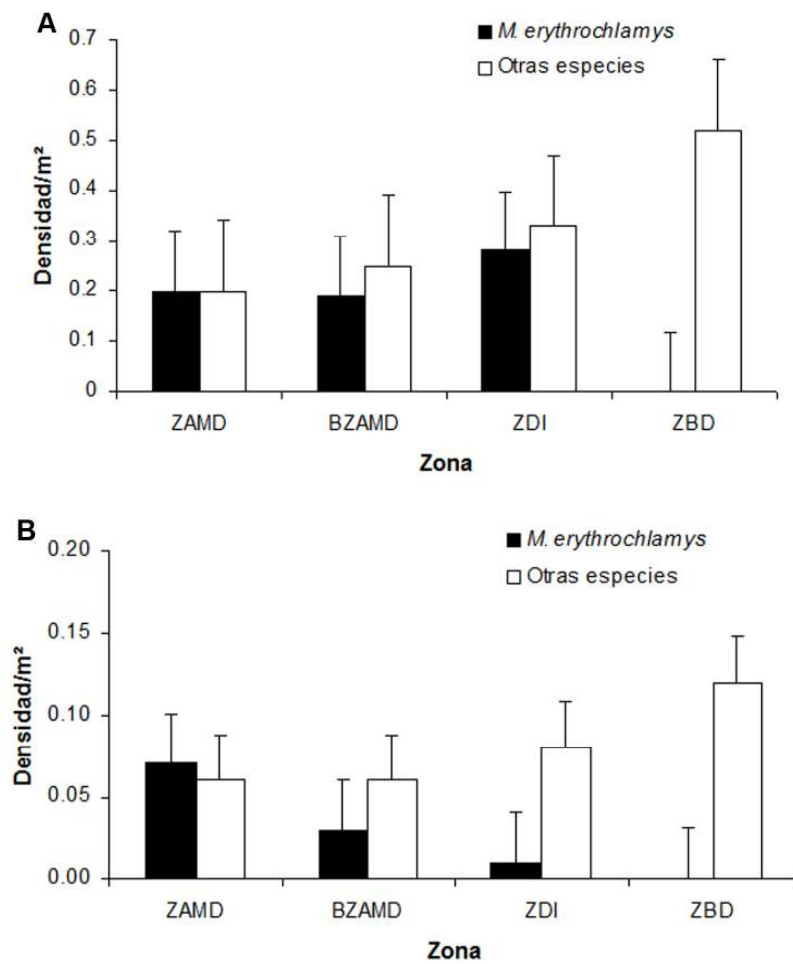 A
M. erythrochlamys
Otras especies
Densidad/m²
0.7
0.6
0.5
0.4
0.3
0.2
0.1
0
ZAMD BZAMD ZDI ZBD
Zona
B
M. erythrochlamys
Otras especies
Densidad/m²
0.20
0.15
0.10
0.05
0.00
ZAMD BZAMD ZDI ZBD
Zona